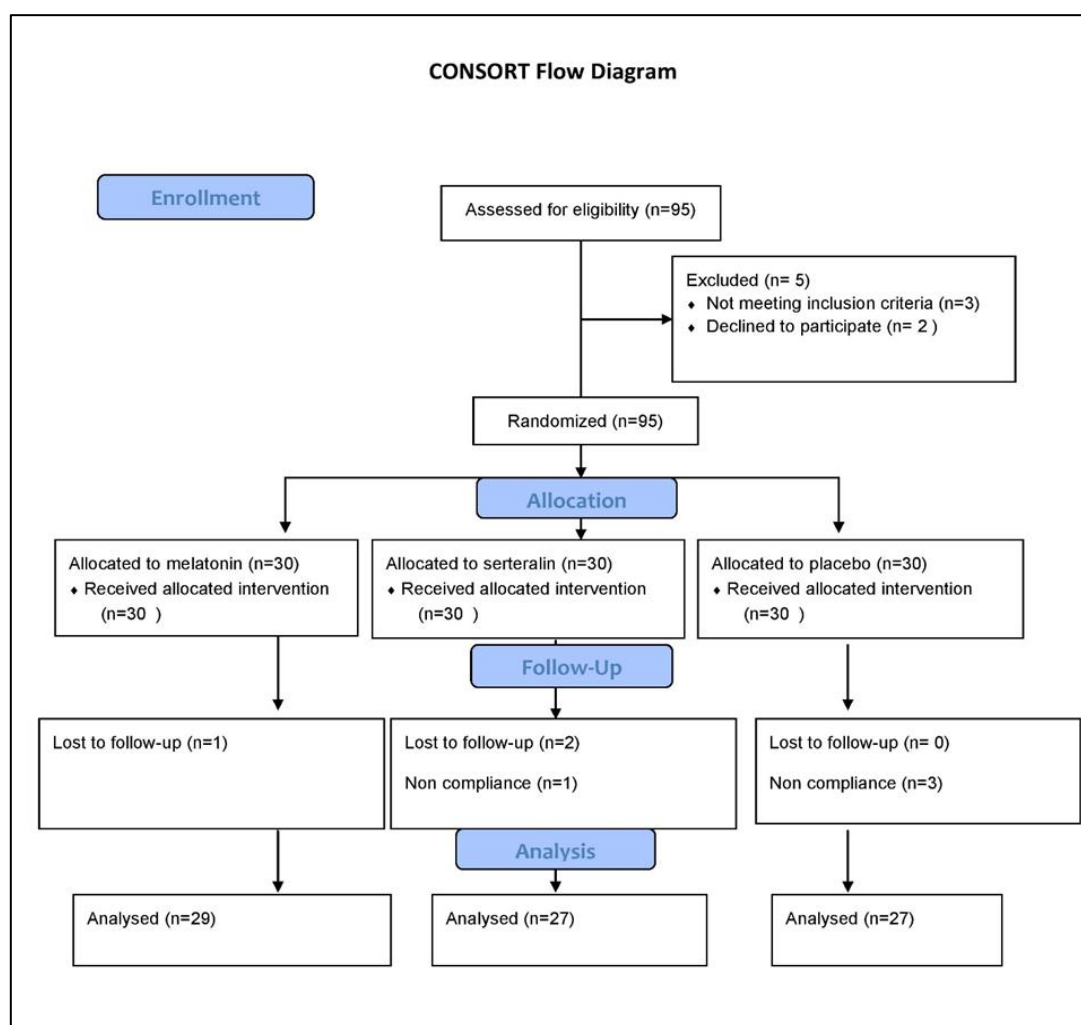 CONSORT Flow Diagram
Enrollment
Assessed for eligibility (n=95)
Excluded (n= 5)
♦ Not meeting inclusion criteria (n=3)
♦ Declined to participate (n= 2 )
Randomized (n=95)
Allocation
Allocated to melatonin (n=30)
♦ Received allocated intervention
(n=30 )
Allocated to serteralin (n=30)
♦ Received allocated intervention
(n=30 )
Allocated to placebo (n=30)
♦ Received allocated intervention
(n=30 )
Follow-Up
Lost to follow-up (n=1)
Lost to follow-up (n=2)
Non compliance (n=1)
Lost to follow-up (n= 0)
Non compliance (n=3)
Analysis
Analysed (n=29)
Analysed (n=27)
Analysed (n=27)